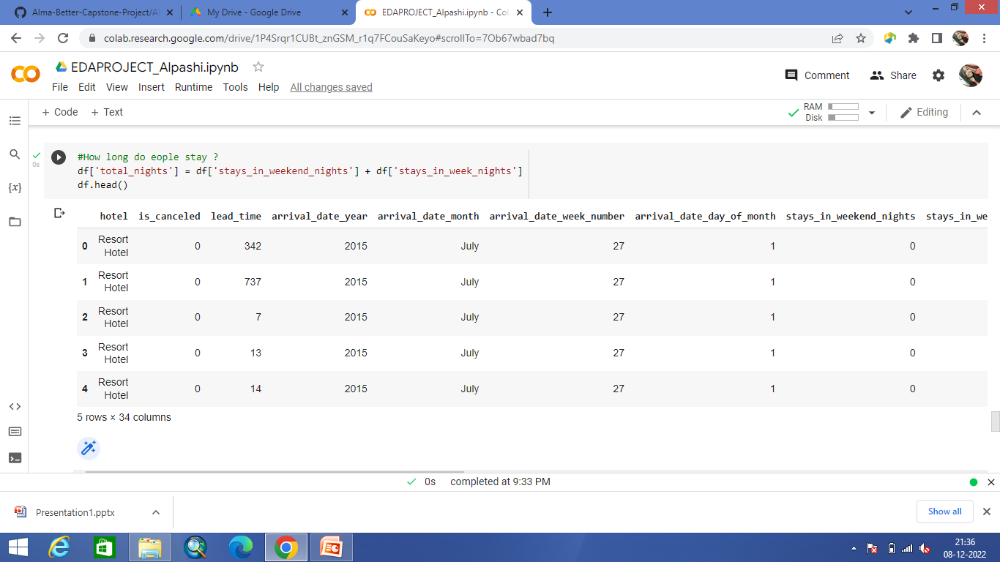 Alma-Better-Capstone-Project/Al
My Drive - Google Drive
EDAPROJECT_Alpashi.ipynb - Col
colab.research.google.com/drive/1P4Srqr1CUBt_znGSM_r1q7FCouSaKeyo#scrollTo=7Ob67wbad7bq
EDAPROJECT_Alpashi.ipynb
Comment Share
File Edit View Insert Runtime Tools Help All changes saved
+ Code + Text
RAM
Disk
Editing
{x}
0s
#How long do eople stay ?
df['total_nights'] = df['stays_in_weekend_nights'] + df['stays_in_week_nights']
df.head()
hotel is_canceled lead_time arrival_date_year arrival_date_month arrival_date_week_number arrival_date_day_of_month stays_in_weekend_nights stays_in_we
0 Resort Hotel 0 342 2015 July 27 1 0
1 Resort Hotel 0 737 2015 July 27 1 0
2 Resort Hotel 0 7 2015 July 27 1 0
3 Resort Hotel 0 13 2015 July 27 1 0
4 Resort Hotel 0 14 2015 July 27 1 0
5 rows × 34 columns
0s completed at 9:33 PM
Presentation1.pptx
Show all
21:36
08-12-2022